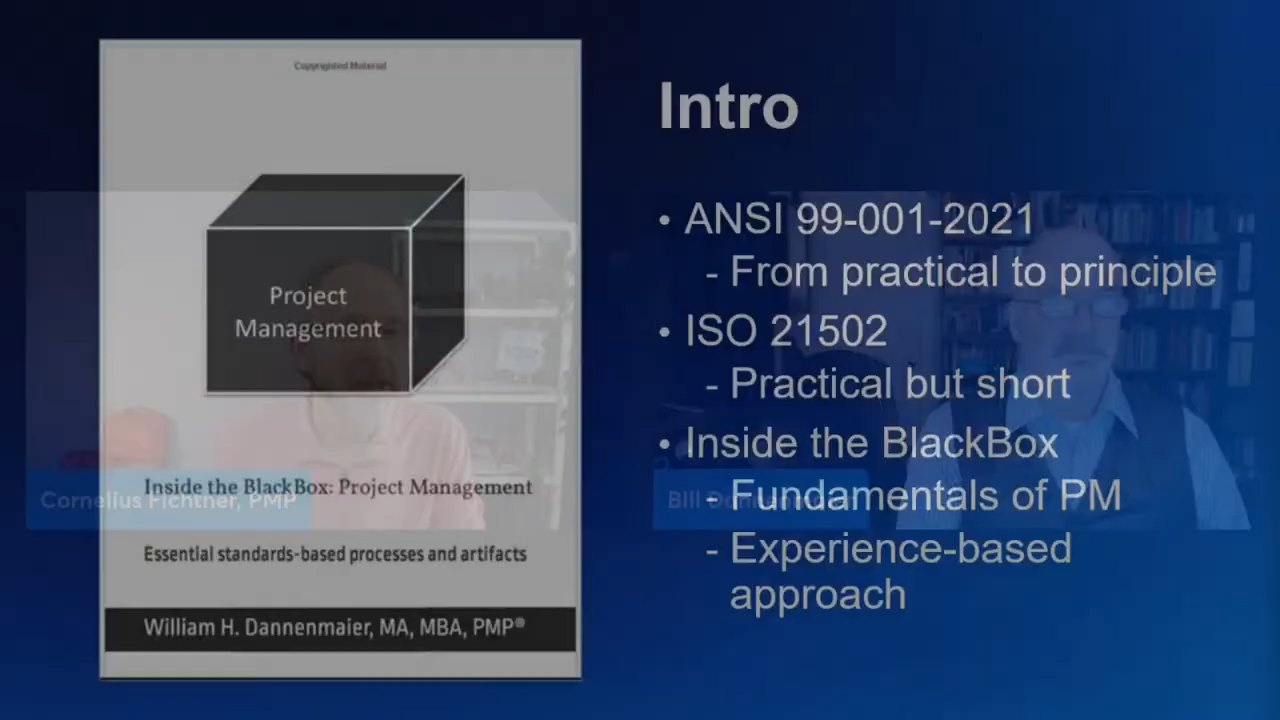 Copyrighted Material
Project
Management
Inside the BlackBox: Project Management
Essential standards-based processes and artifacts
William H. Dannenmaier, MA, MBA, PMP®
Cornelius Fichtner, PMP
Intro
• ANSI 99-001-2021
- From practical to principle
• ISO 21502
- Practical but short
• Inside the BlackBox
- Fundamentals of PM
- Experience-based
approach
Bill